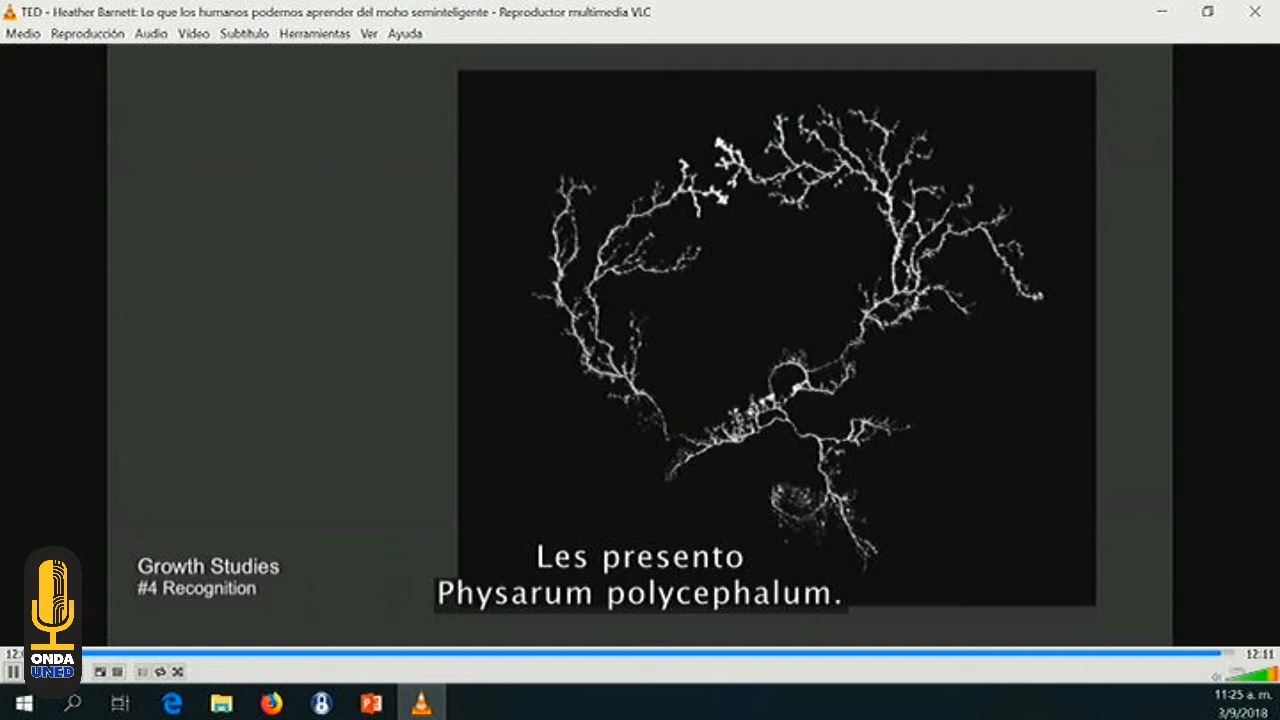 TED - Heather Barnett: Lo que los humanos podemos aprender del moho seminteligente - Reproductor multimedia VLC
Medio Reproducción Audio Vídeo Subtítulo Herramientas Ver Ayuda
Growth Studies
#4 Recognition
Les presento
Physarum polycephalum.
12:11
ONDA
UNED
11:25 a. m.
3/9/2018